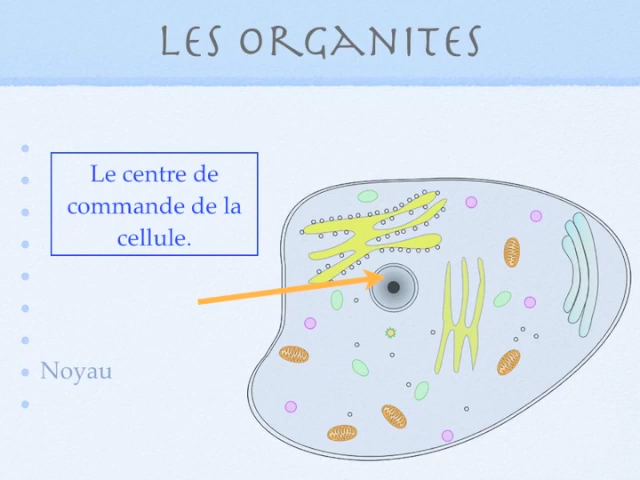 LES ORGANITES
Le centre de
commande de la
cellule.
Noyau